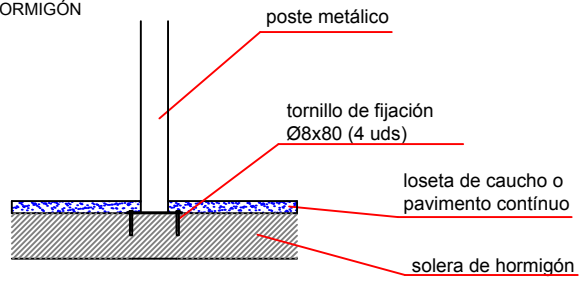 ORMIGÓN
poste metálico
tornillo de fijación
Ø8x80 (4 uds)
loseta de caucho o
pavimento contínuo
solera de hormigón